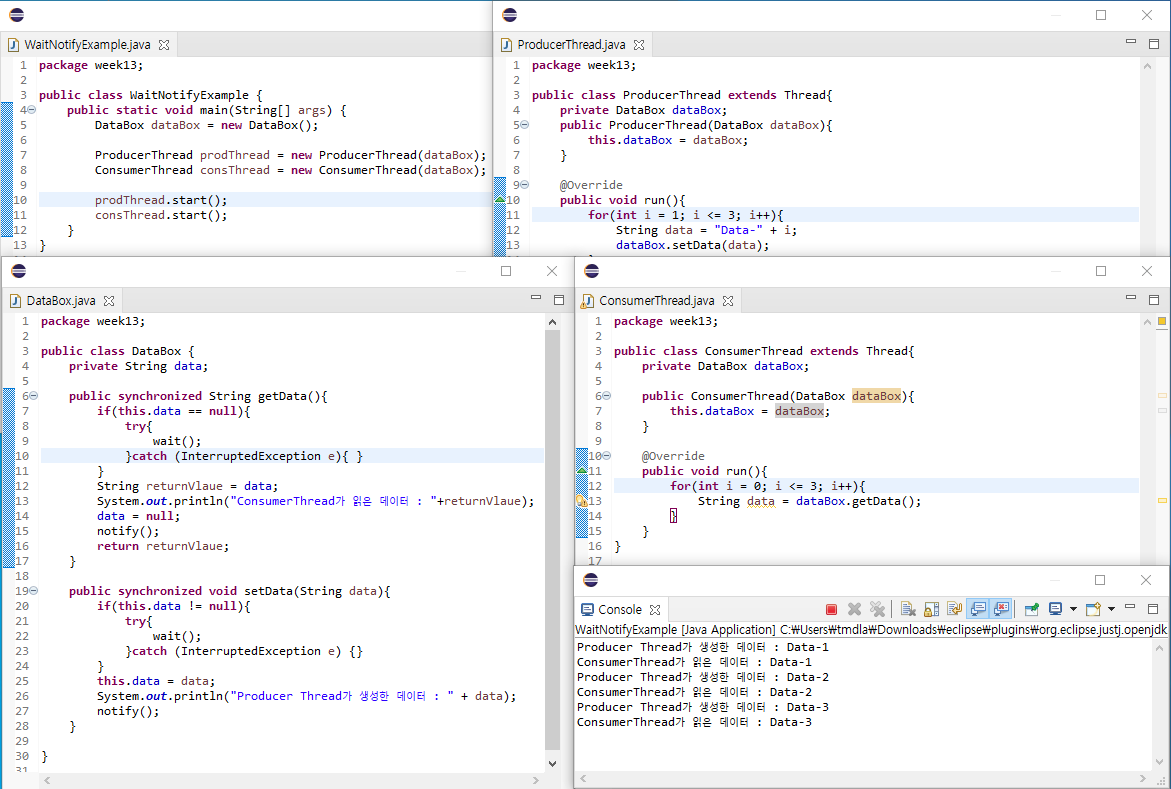 WaitNotifyExample.java
1 package week13;
2
3 public class WaitNotifyExample {
4 public static void main(String[] args) {
5 DataBox dataBox = new DataBox();
6
7 ProducerThread prodThread = new ProducerThread(dataBox);
8 ConsumerThread consThread = new ConsumerThread(dataBox);
9
10 prodThread.start();
11 consThread.start();
12 }
13 }
ProducerThread.java
1 package week13;
2
3 public class ProducerThread extends Thread{
4 private DataBox dataBox;
5 public ProducerThread(DataBox dataBox){
6 this.dataBox = dataBox;
7 }
8
9 @Override
10 public void run(){
11 for(int i = 1; i <= 3; i++){
12 String data = "Data-" + i;
13 dataBox.setData(data);
DataBox.java
1 package week13;
2
3 public class DataBox {
4 private String data;
5
6 public synchronized String getData(){
7 if(this.data == null){
8 try{
9 wait();
10 }catch (InterruptedException e){ }
11 }
12 String returnVlaue = data;
13 System.out.println("ConsumerThread가 읽은 데이터 : "+returnVlaue);
14 data = null;
15 notify();
16 return returnVlaue;
17 }
18
19 public synchronized void setData(String data){
20 if(this.data != null){
21 try{
22 wait();
23 }catch (InterruptedException e) {}
24 }
25 this.data = data;
26 System.out.println("Producer Thread가 생성한 데이터 : " + data);
27 notify();
28 }
29
30 }
31
ConsumerThread.java
1 package week13;
2
3 public class ConsumerThread extends Thread{
4 private DataBox dataBox;
5
6 public ConsumerThread(DataBox dataBox){
7 this.dataBox = dataBox;
8 }
9
10 @Override
11 public void run(){
12 for(int i = 0; i <= 3; i++){
13 String data = dataBox.getData();
14 }
15 }
16 }
17
Console
WaitNotifyExample [Java Application] C:₩Users₩tmdla₩Downloads₩eclipse₩plugins₩org.eclipse.justj.openjdk
Producer Thread가 생성한 데이터 : Data-1
ConsumerThread가 읽은 데이터 : Data-1
Producer Thread가 생성한 데이터 : Data-2
ConsumerThread가 읽은 데이터 : Data-2
Producer Thread가 생성한 데이터 : Data-3
ConsumerThread가 읽은 데이터 : Data-3